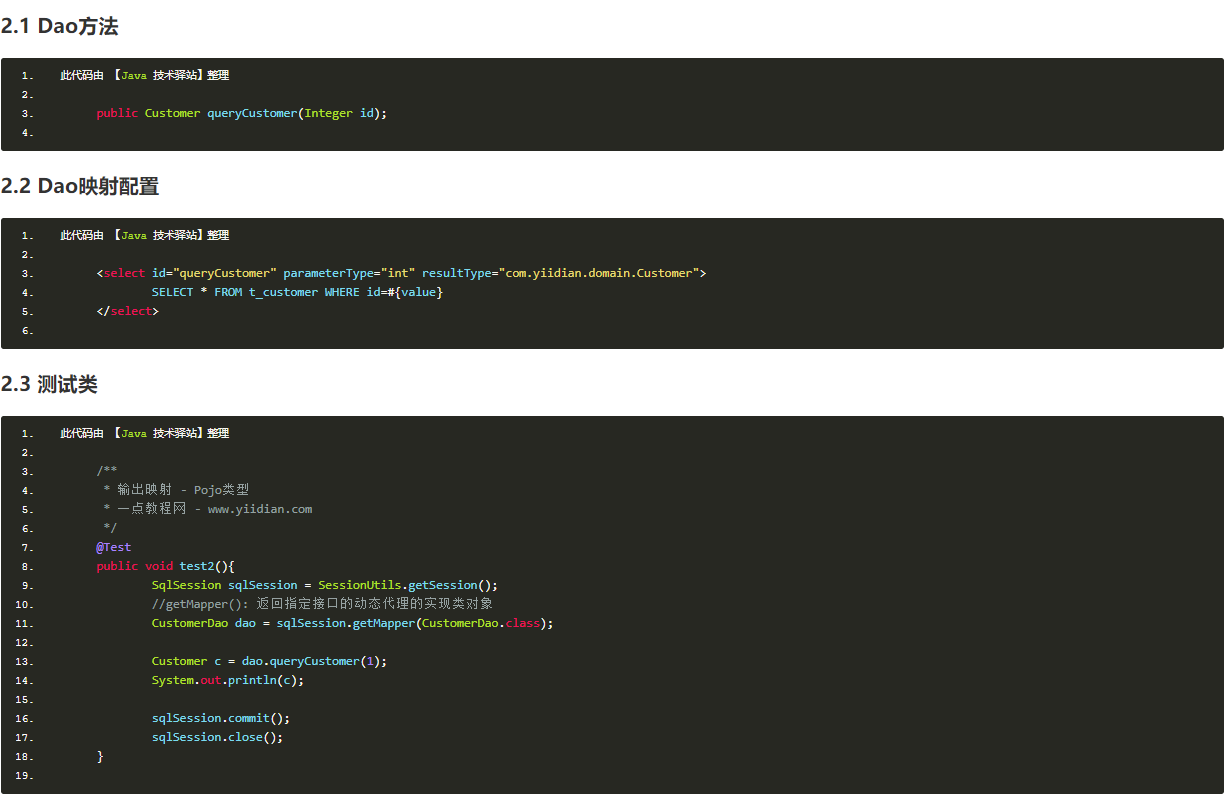 2.1 Dao方法
1. 此代码由 【Java 技术驿站】整理
2.
3. public Customer queryCustomer(Integer id);
4.
2.2 Dao映射配置
1. 此代码由 【Java 技术驿站】整理
2.
3. <select id="queryCustomer" parameterType="int" resultType="com.yiidian.domain.Customer">
4. SELECT * FROM t_customer WHERE id=#{value}
5. </select>
6.
2.3 测试类
1. 此代码由 【Java 技术驿站】整理
2.
3. /**
4. * 输出映射 - Pojo类型
5. * 一点教程网 - www.yiidian.com
6. */
7. @Test
8. public void test2(){
9. SqlSession sqlSession = SessionUtils.getSession();
10. //getMapper(): 返回指定接口的动态代理的实现类对象
11. CustomerDao dao = sqlSession.getMapper(CustomerDao.class);
12.
13. Customer c = dao.queryCustomer(1);
14. System.out.println(c);
15.
16. sqlSession.commit();
17. sqlSession.close();
18. }
19.